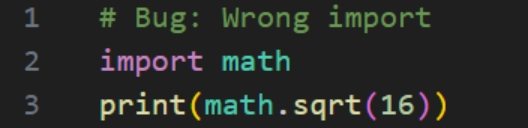 1 # Bug: Wrong import
2 import math
3 print(math.sqrt(16))